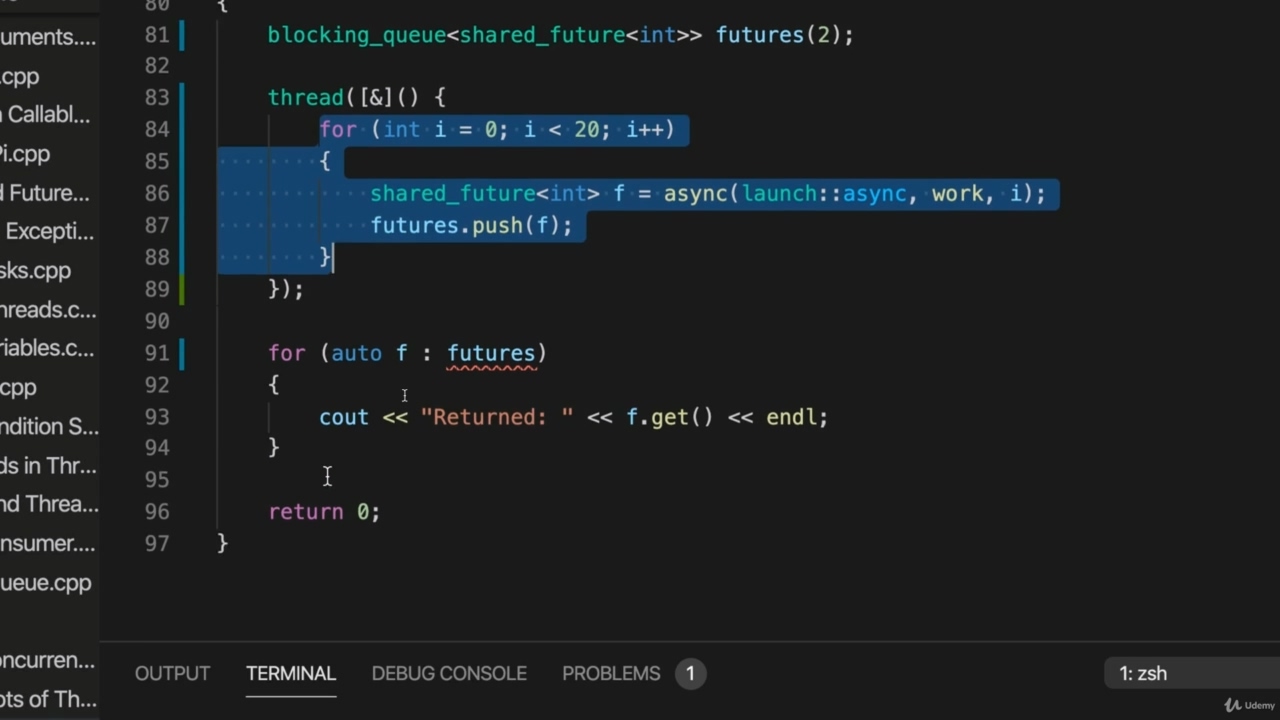 80 {
uments....
81 blocking_queue<shared_future<int>> futures(2);
.cpp
82
83 thread([&]() {
Callabl...
84 for (int i = 0; i < 20; i++)
Pi.cpp
85 {
d Future...
86 shared_future<int> f = async(launch::async, work, i);
Excepti...
87 futures.push(f);
88 }
sks.cpp
89 });
hreads.c...
90
riables.c...
91 for (auto f : futures)
.cpp
92 {
ndition S...
93 cout << "Returned: " << f.get() << endl;
94 }
ds in Thr...
95
nd Threa...
96 return 0;
nsumer....
97 }
ueue.cpp
oncurren...
OUTPUT TERMINAL DEBUG CONSOLE PROBLEMS 1 1: zsh
pts of Th...
Udemy